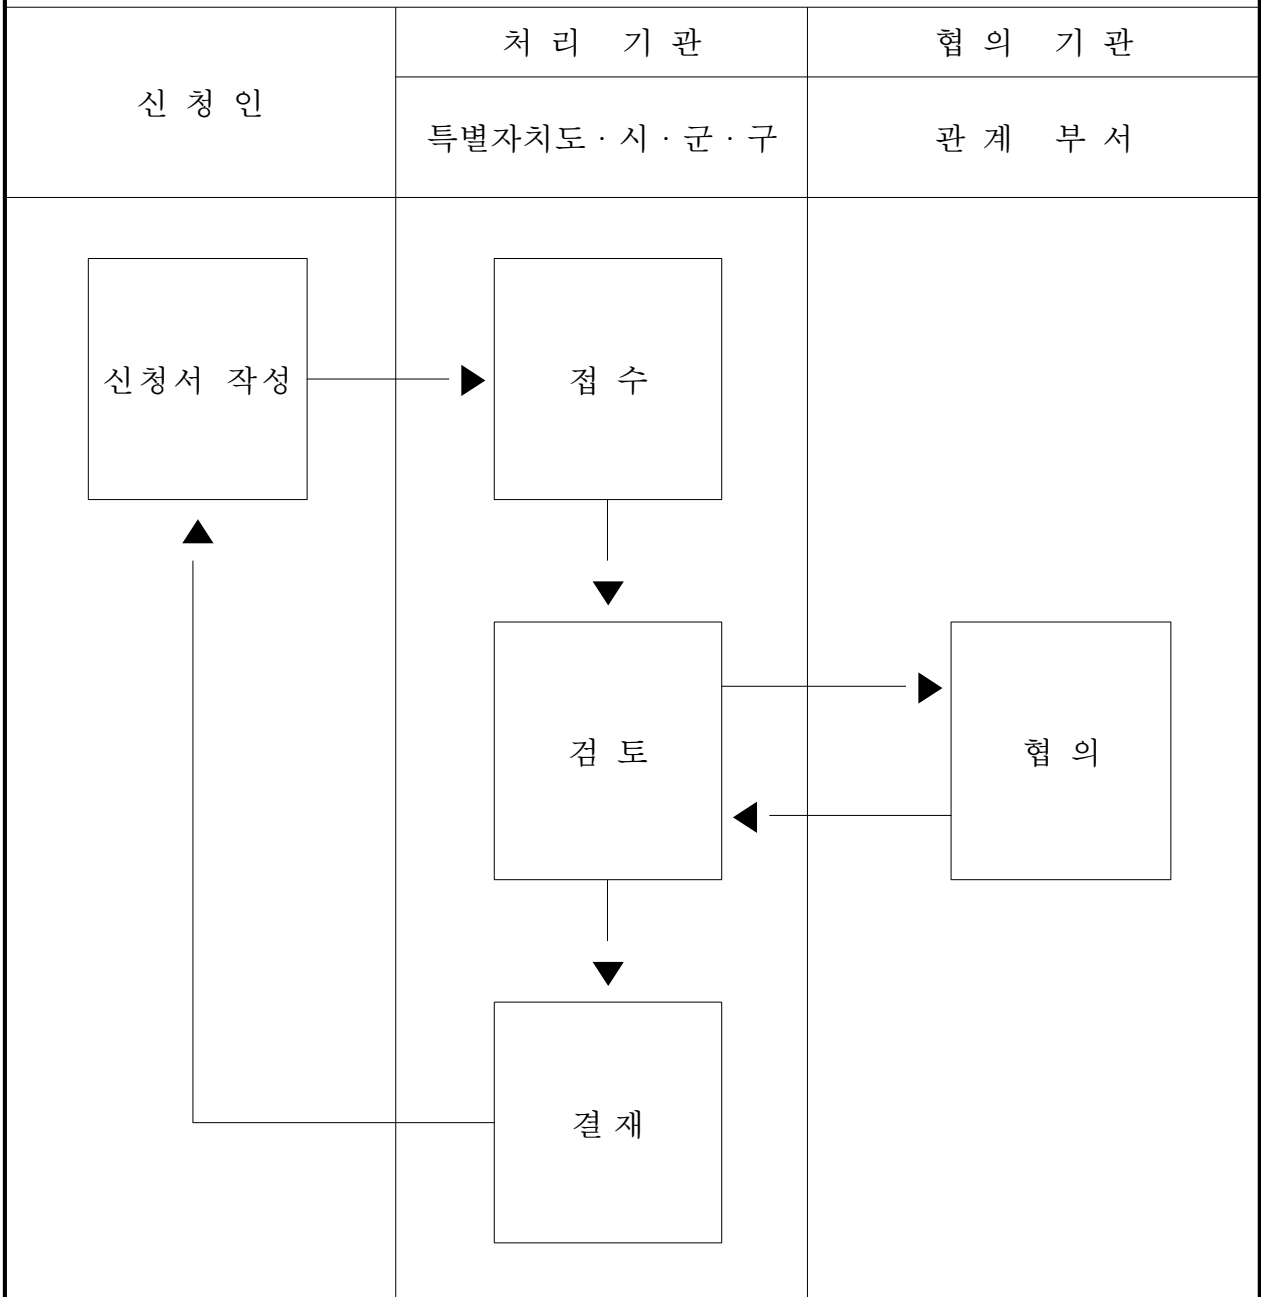 처 리 기 관
협 의 기 관
신 청 인
특별자치도 · 시 · 군 · 구
관 계 부 서
신청서 작성
접 수
검 토
협 의
결 재